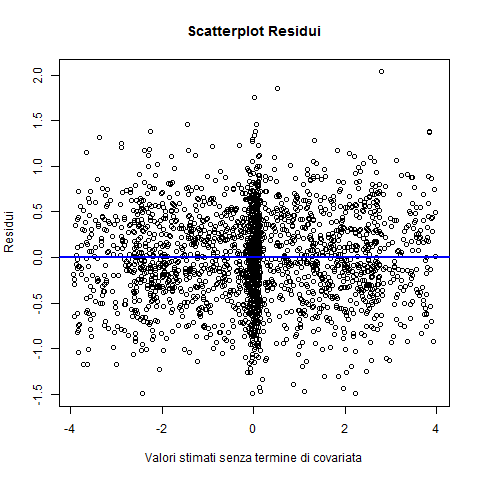 Scatterplot Residui
2.0
1.5
1.0
0.5
0.0
-0.5
-1.0
-1.5
Residui
-4 -2 0 2 4
Valori stimati senza termine di covariata